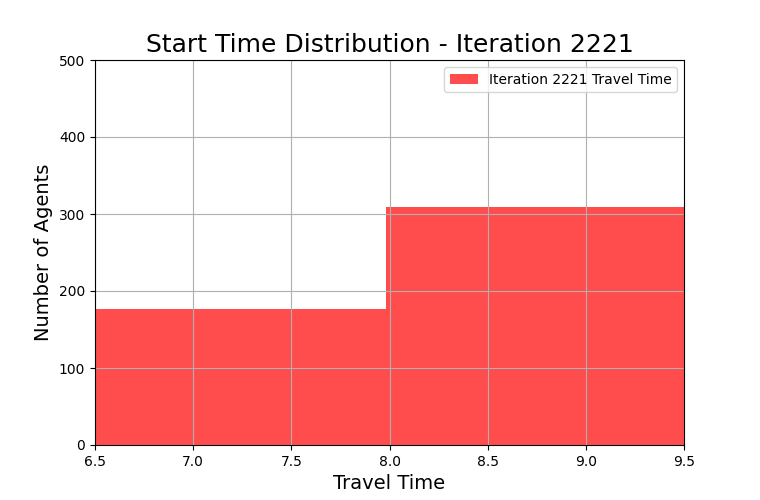 Start Time Distribution - Iteration 2221
500
400
300
200
100
0
Number of Agents
Iteration 2221 Travel Time
6.5 7.0 7.5 8.0 8.5 9.0 9.5
Travel Time